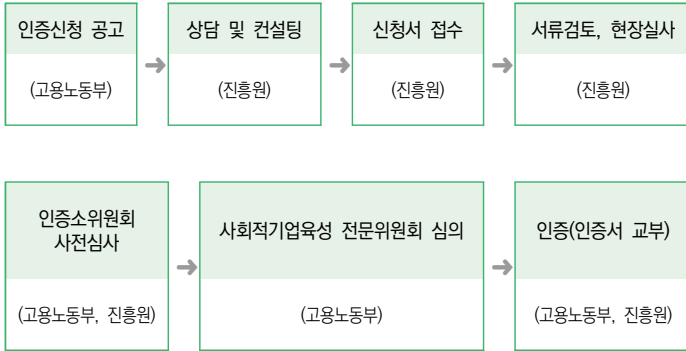 인증신청 공고
상담 및 컨설팅
신청서 접수
서류검토, 현장실사
(고용노동부)
(진흥원)
(진흥원)
(진흥원)
인증소위원회
사전심사
사회적기업육성 전문위원회 심의
인증(인증서 교부)
(고용노동부, 진흥원)
(고용노동부)
(고용노동부, 진흥원)